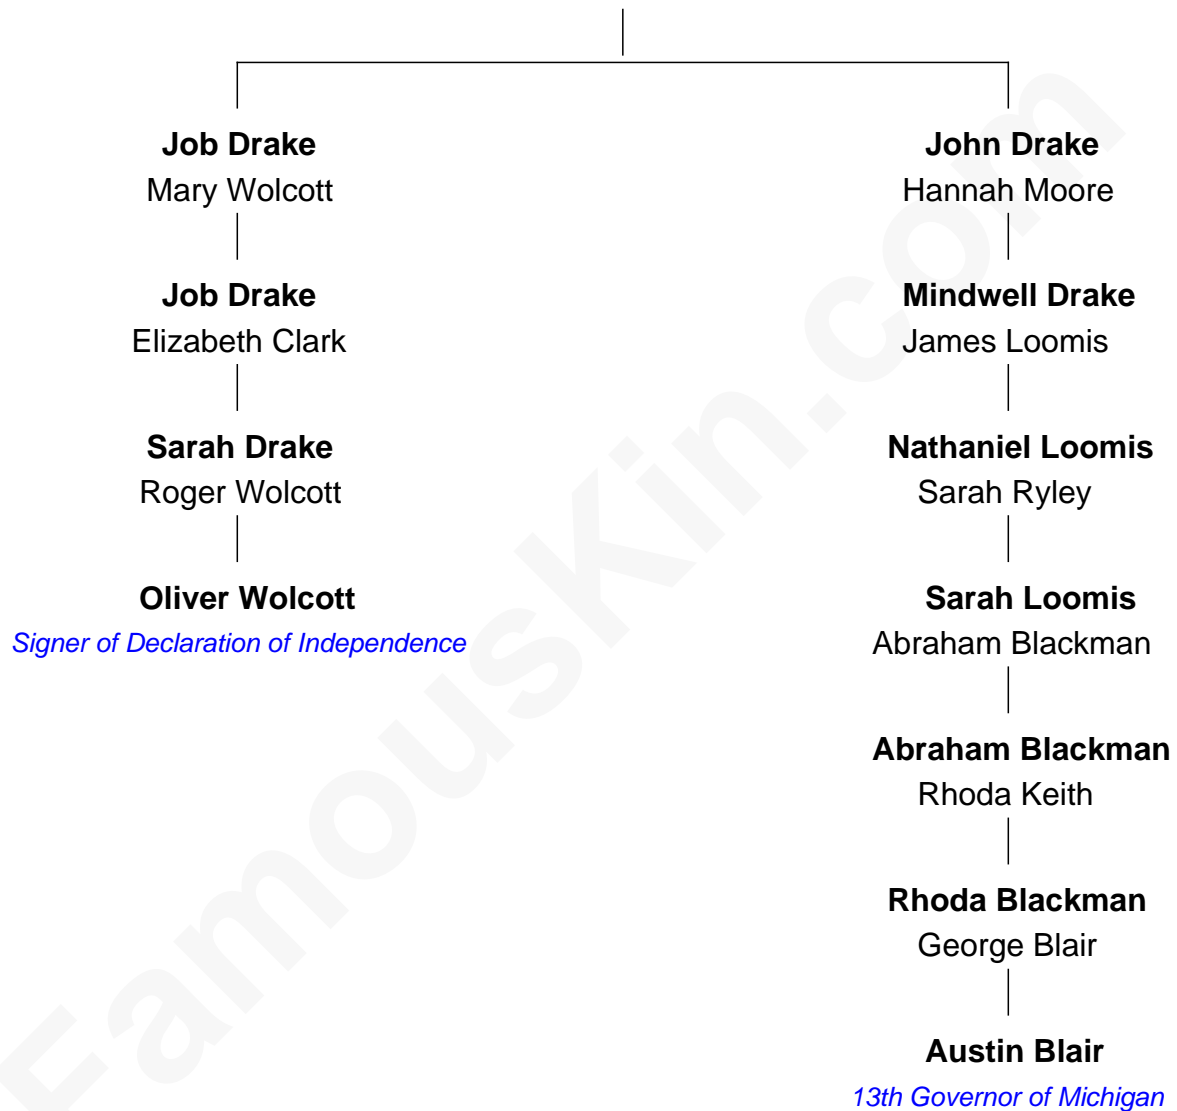 Job Drake
Mary Wolcott
Job Drake
Elizabeth Clark
Sarah Drake
Roger Wolcott
Oliver Wolcott
Signer of Declaration of Independence
John Drake
Hannah Moore
Mindwell Drake
James Loomis
Nathaniel Loomis
Sarah Ryley
Sarah Loomis
Abraham Blackman
Abraham Blackman
Rhoda Keith
Rhoda Blackman
George Blair
Austin Blair
13th Governor of Michigan
FamousKin.com